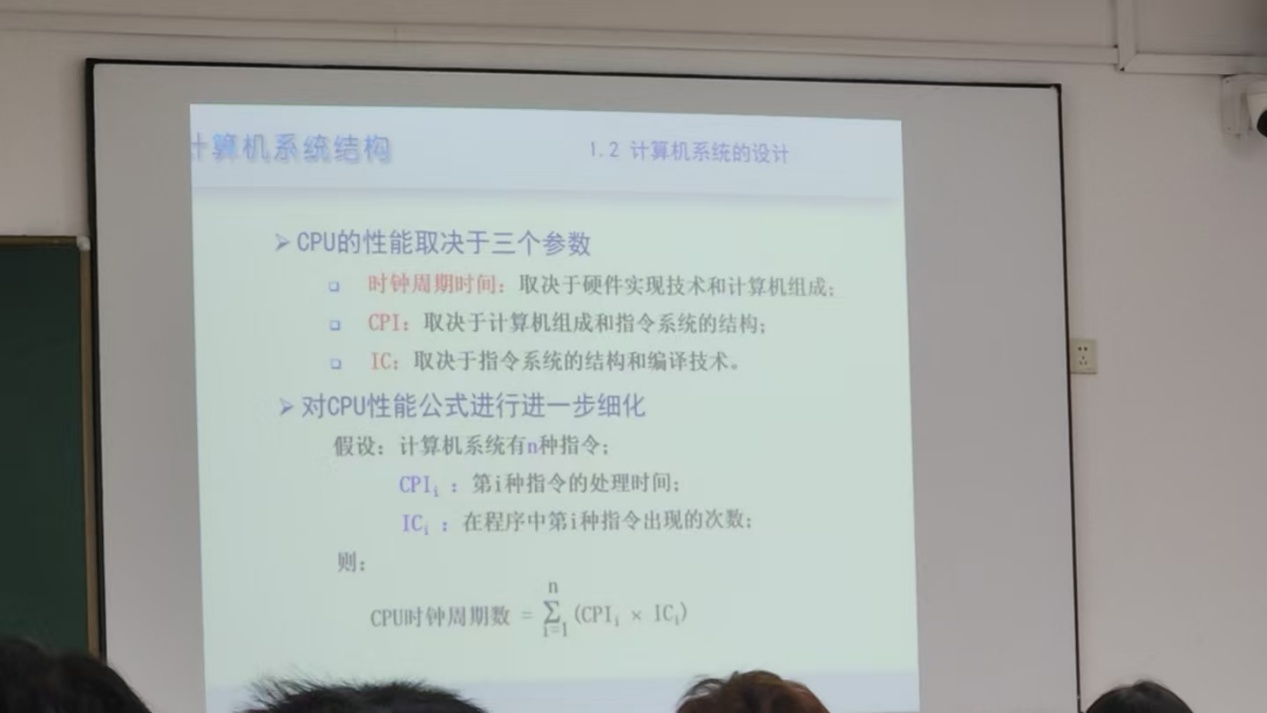 计算机系统结构
1.2 计算机系统的设计
➢ CPU的性能取决于三个参数
❑ 时钟周期时间：取决于硬件实现技术和计算机组成；
❑ CPI：取决于计算机组成和指令系统的结构；
❑ IC：取决于指令系统的结构和编译技术。
➢ 对CPU性能公式进行进一步细化
假设：计算机系统有n种指令；
CPIᵢ ：第i种指令的处理时间；
ICᵢ ：在程序中第i种指令出现的次数；
则：
CPU时钟周期数 = n∑i=1 (CPIᵢ × ICᵢ)